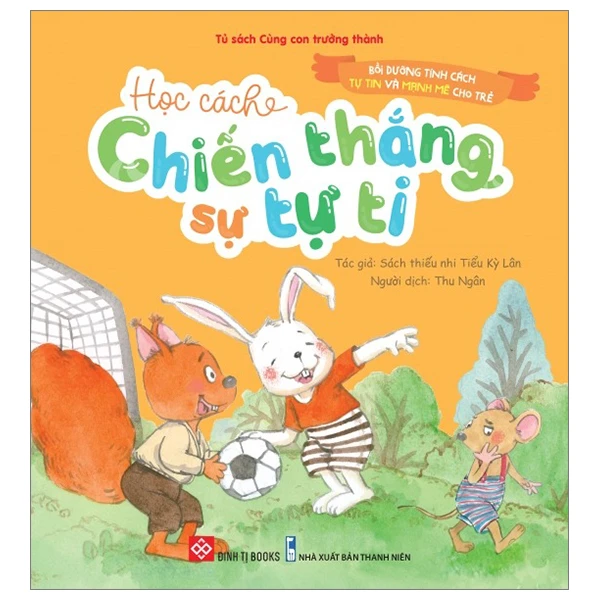 Tủ sách Cùng con trưởng thành
BỒI DƯỠNG TÍNH CÁCH
TỰ TIN VÀ MẠNH MẼ CHO TRẺ
Học cách
Chiến thắng
sự tự ti
Tác giả: Sách thiếu nhi Tiểu Kỳ Lân
Người dịch: Thu Ngân
ĐINH TỊ BOOKS NHÀ XUẤT BẢN THANH NIÊN